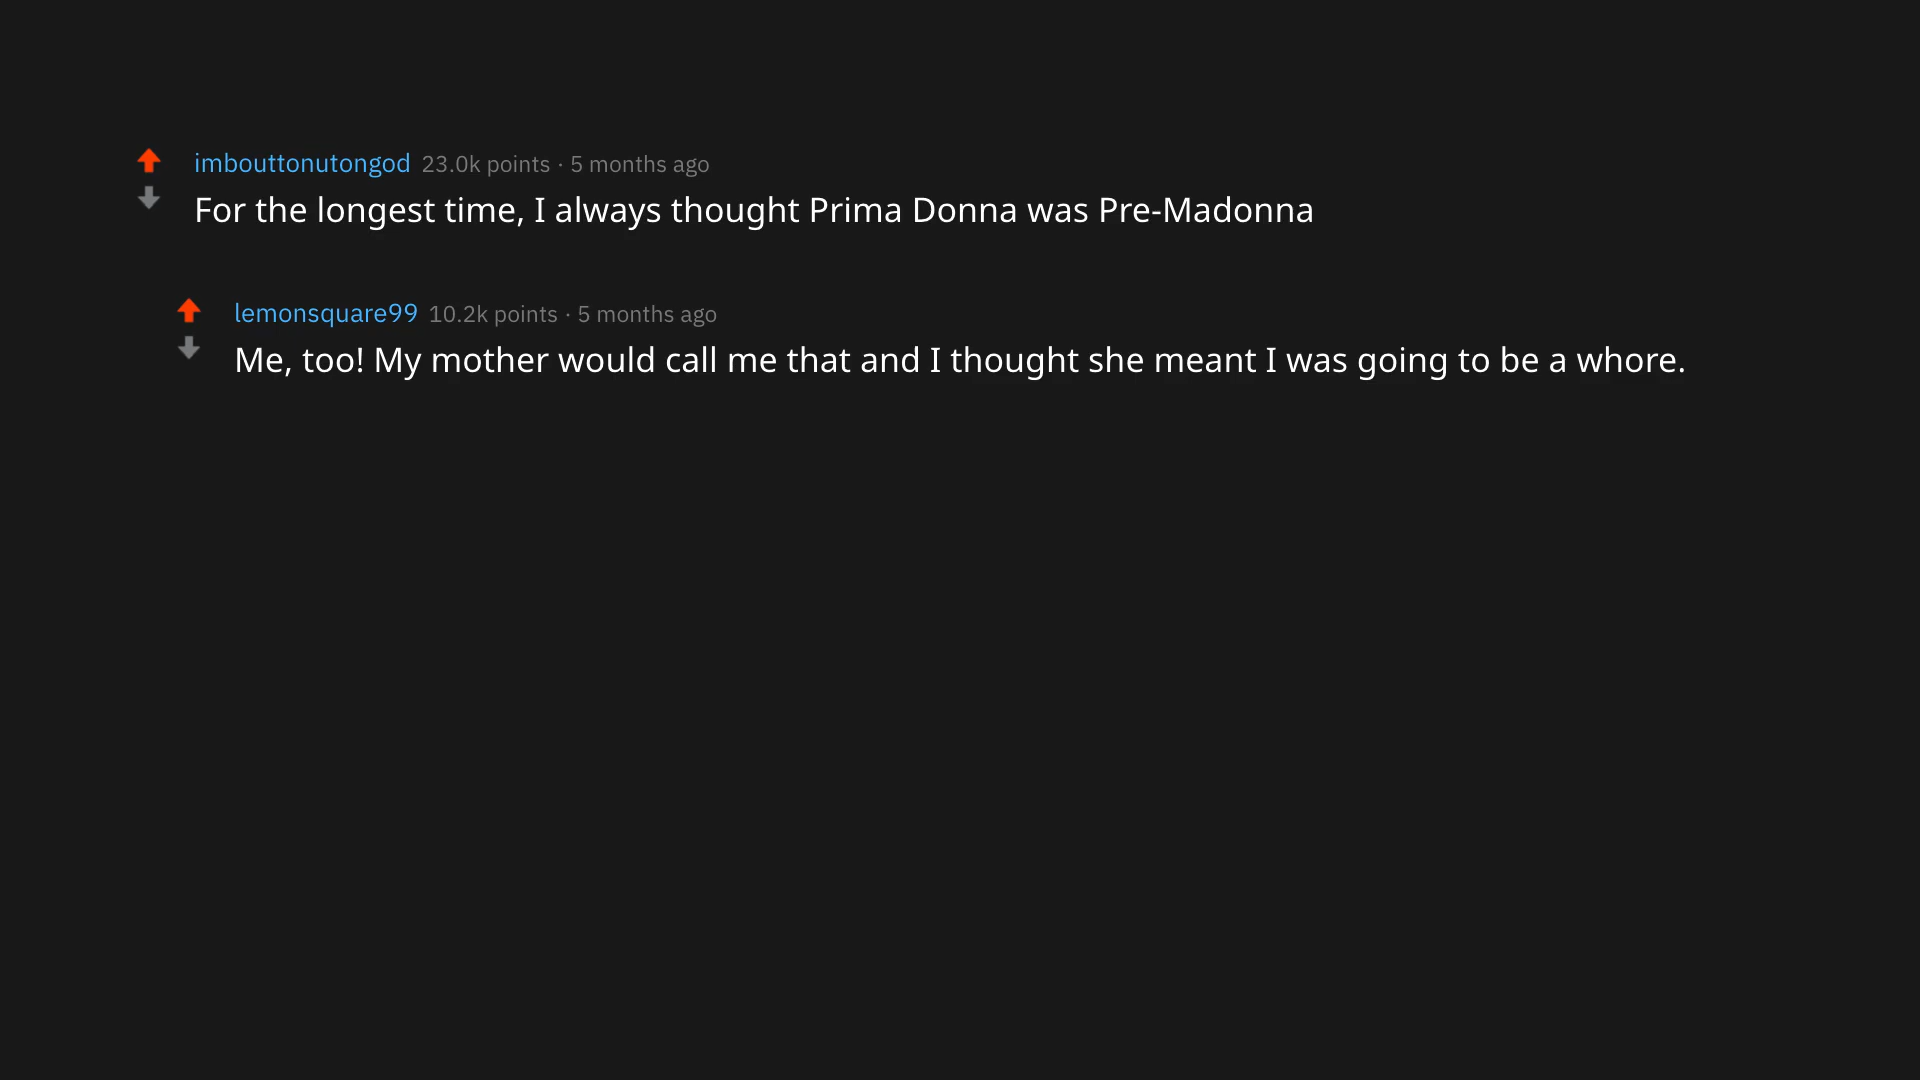 imbouttonutongod 23.0k points · 5 months ago
For the longest time, I always thought Prima Donna was Pre-Madonna
lemonsquare99 10.2k points · 5 months ago
Me, too! My mother would call me that and I thought she meant I was going to be a whore.